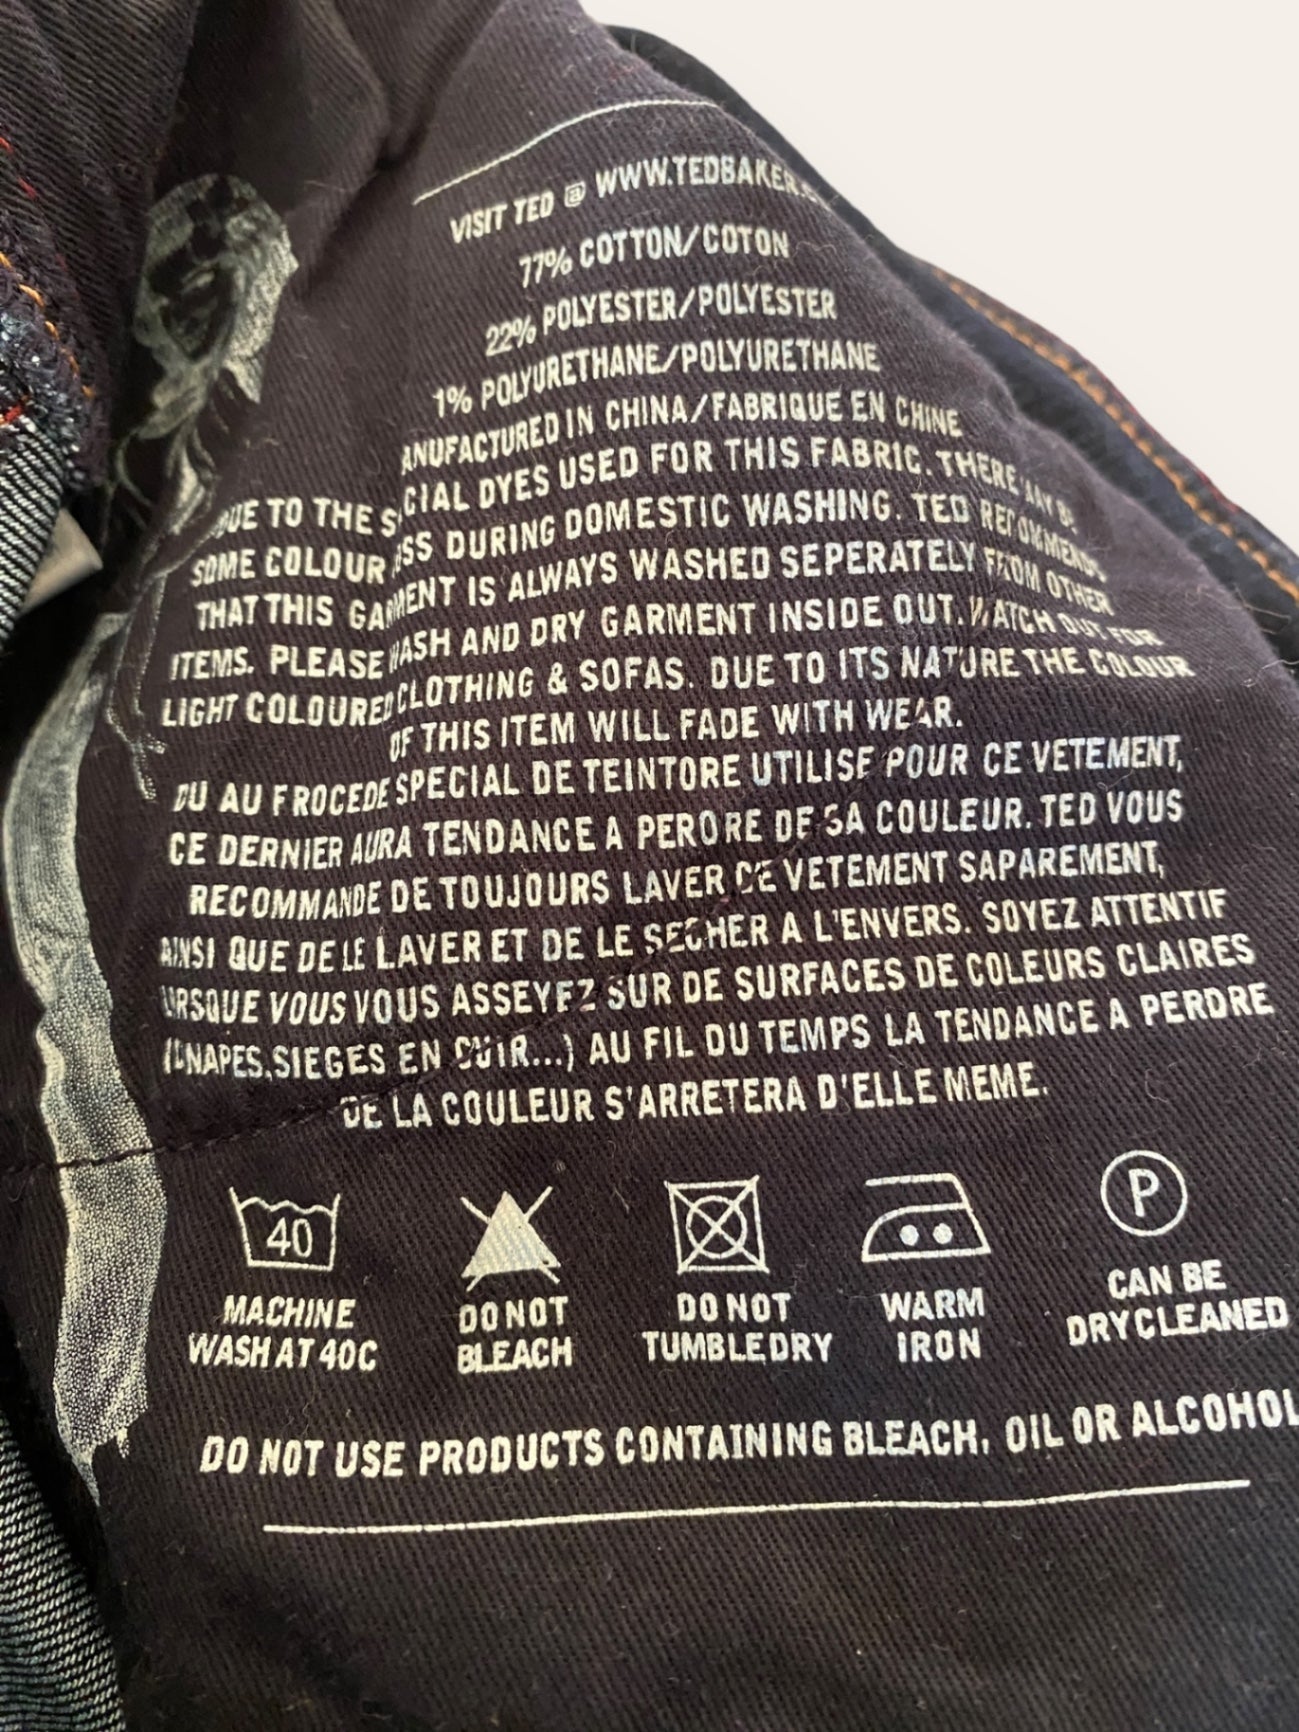 VISIT TED @ WWW.TEDBAKER.
77% COTTON/COTON
22% POLYESTER/POLYESTER
1% POLYURETHANE/POLYURETHANE
ANUFACTURED IN CHINA/FABRIQUE EN CHINE
DUE TO THE S CIAL DYES USED FOR THIS FABRIC. THERE MAY BE
SOME COLOUR OSS DURING DOMESTIC WASHING. TED RECOMMENDS
THAT THIS GARMENT IS ALWAYS WASHED SEPERATELY FROM OTHER
ITEMS. PLEASE WASH AND DRY GARMENT INSIDE OUT. WATCH OUT FOR
LIGHT COLOURED CLOTHING & SOFAS. DUE TO ITS NATURE THE COLOUR
OF THIS ITEM WILL FADE WITH WEAR.
DU AU FROCEDE SPECIAL DE TEINTORE UTILISE POUR CE VETEMENT,
CE DERNIER AURA TENDANCE A PERORE DE SA COULEUR. TED VOUS
RECOMMANDE DE TOUJOURS LAVER CE VETEMENT SAPAREMENT,
AINSI QUE DE LE LAVER ET DE LE SECHER A L'ENVERS. SOYEZ ATTENTIF
LORSQUE VOUS VOUS ASSEYEZ SUR DE SURFACES DE COLEURS CLAIRES
(CNAPES,SIEGES EN CUIR...) AU FIL DU TEMPS LA TENDANCE A PERDRE
DE LA COULEUR S'ARRETERA D'ELLE MEME.
40
P
MACHINE WASH AT 40C
DO NOT BLEACH
DO NOT TUMBLEDRY
WARM IRON
CAN BE DRYCLEANED
DO NOT USE PRODUCTS CONTAINING BLEACH, OIL OR ALCOHOL